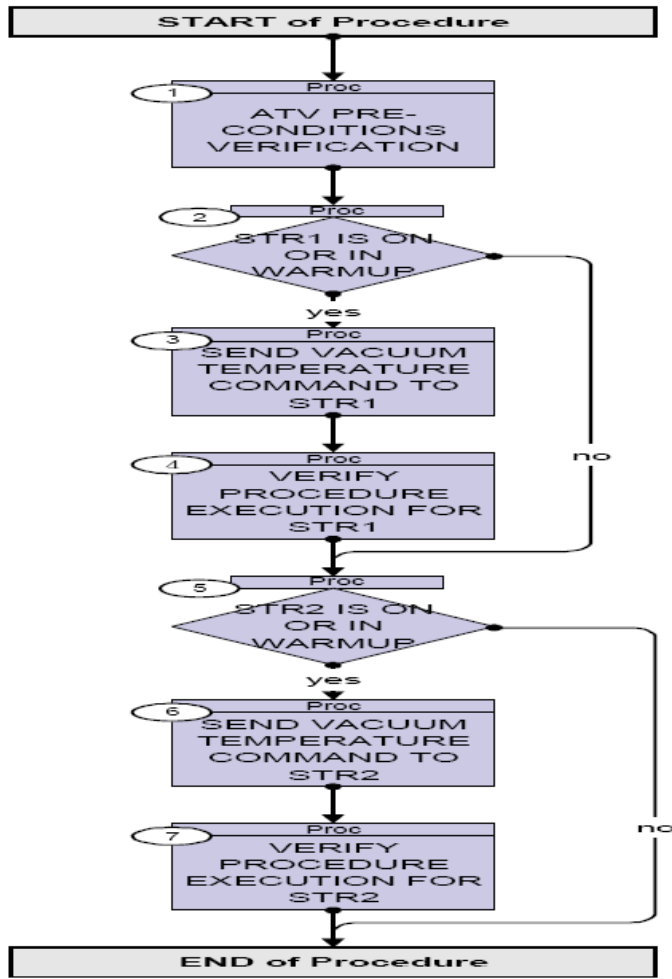 START of Procedure
Proc
1
ATV PRE-
CONDITIONS
VERIFICATION
Proc
2
STR1 IS ON
OR IN
WARMUP
yes
no
Proc
3
SEND VACUUM
TEMPERATURE
COMMAND TO
STR1
Proc
4
VERIFY
PROCEDURE
EXECUTION FOR
STR1
Proc
5
STR2 IS ON
OR IN
WARMUP
yes
no
Proc
6
SEND VACUUM
TEMPERATURE
COMMAND TO
STR2
Proc
7
VERIFY
PROCEDURE
EXECUTION FOR
STR2
END of Procedure